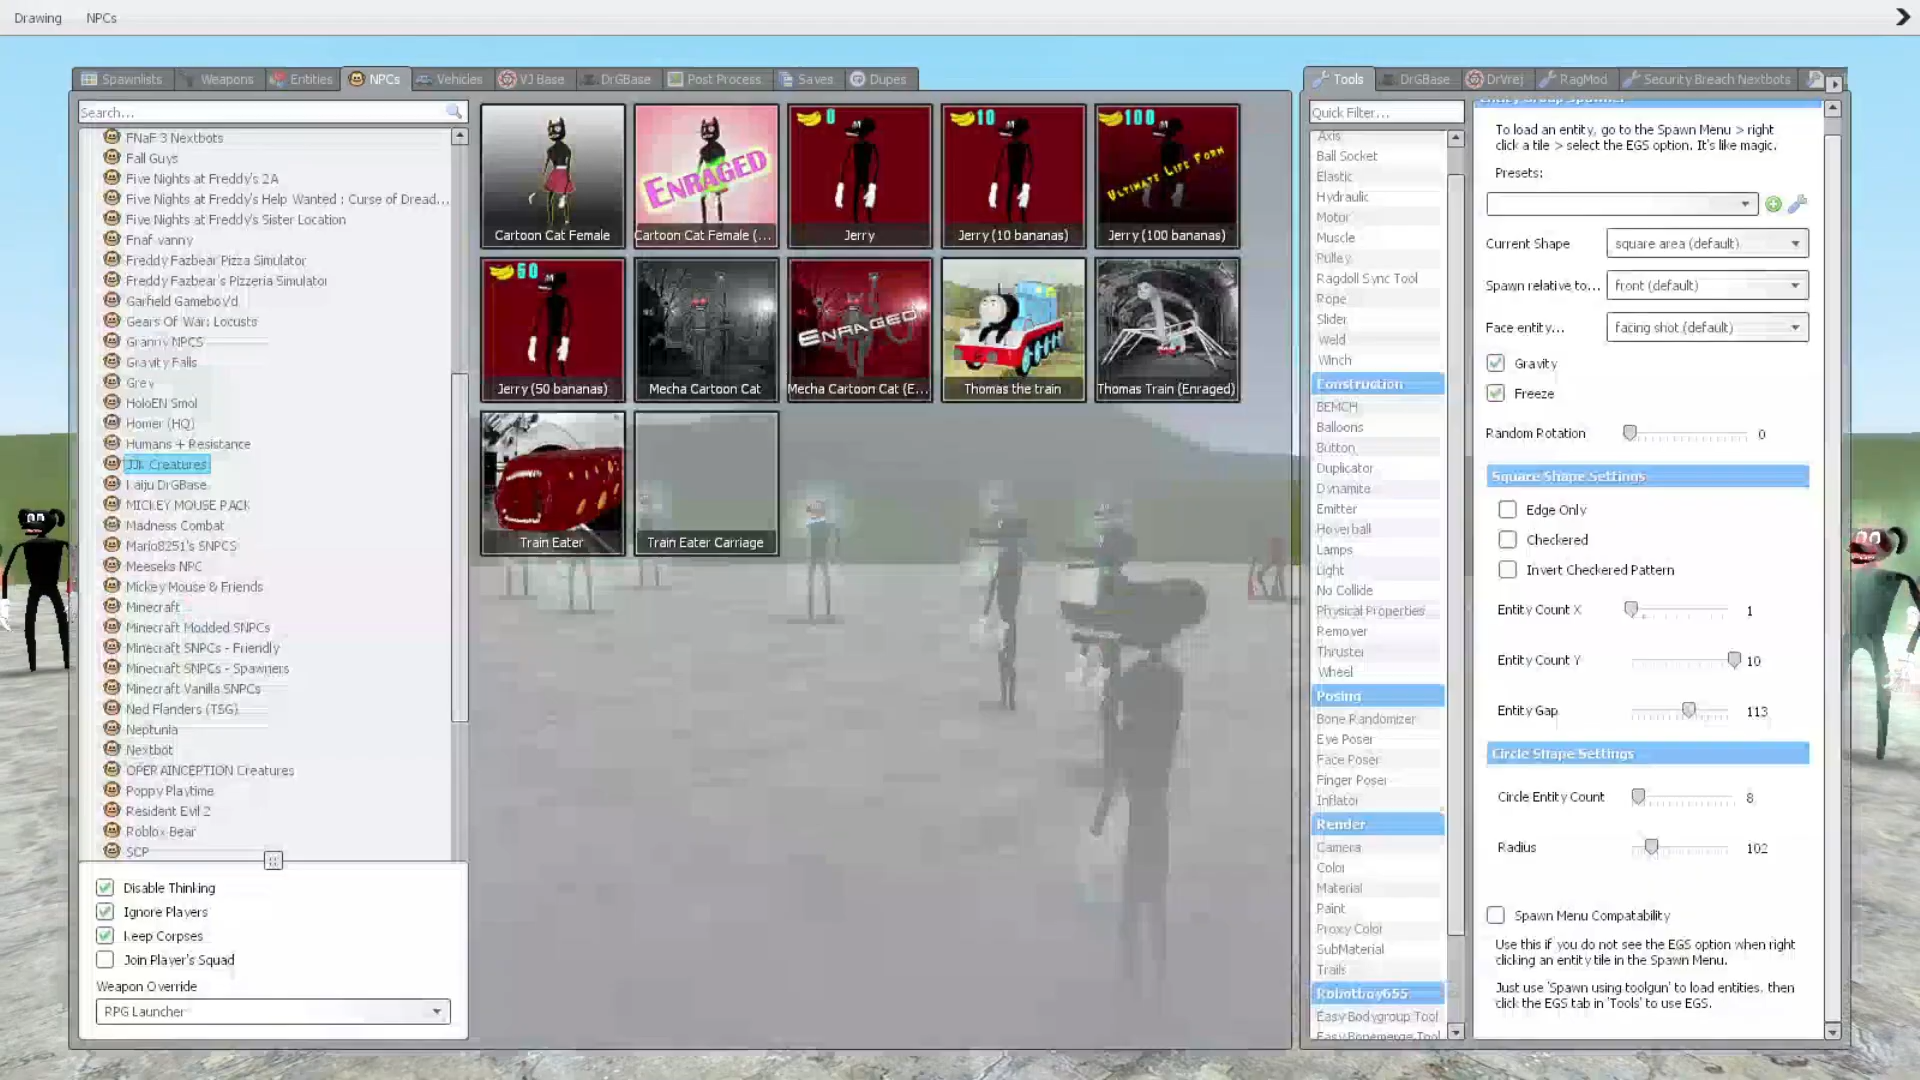 Drawing
NPCs
Spawnlists
Weapons
Entities
NPCs
Vehicles
VJ Base
DrGBase
Post Process
Saves
Dupes
Search...
FNaF 3 Nextbots
Fall Guys
Five Nights at Freddy's 2A
Five Nights at Freddy's Help Wanted : Curse of Dread...
Five Nights at Freddy's Sister Location
Fnaf vanny
Freddy Fazbear Pizza Simulator
Freddy Fazbear's Pizzeria Simulator
Garfield Gameboy'd
Gears Of War: Locusts
Granny NPCS
Gravity Falls
Grey
HoloEN Smol
Homer (HQ)
Humans + Resistance
JJK Creatures
Kaiju DrGBase
MICKEY MOUSE PACK
Madness Combat
Mario8251's SNPCS
Meeseks NPC
Mickey Mouse & Friends
Minecraft
Minecraft Modded SNPCs
Minecraft SNPCs - Friendly
Minecraft SNPCs - Spawners
Minecraft Vanilla SNPCs
Ned Flanders (TSG)
Neptunia
Nextbot
OPER AINCEPTION Creatures
Poppy Playtime
Resident Evil 2
Roblox Bear
SCP
Disable Thinking
Ignore Players
Keep Corpses
Join Player's Squad
Weapon Override
RPG Launcher
Cartoon Cat Female
ENRAGED
Cartoon Cat Female (...
0
Jerry
10
Jerry (10 bananas)
100
ULTIMATE LIFE FORM
Jerry (100 bananas)
50
Jerry (50 bananas)
Mecha Cartoon Cat
ENRAGED
Mecha Cartoon Cat (E...
Thomas the train
Thomas Train (Enraged)
Train Eater
Train Eater Carriage
Tools
DrGBase
DrVrej
RagMod
Security Breach Nextbots
Quick Filter...
Axis
Ball Socket
Elastic
Hydraulic
Motor
Muscle
Pulley
Ragdoll Sync Tool
Rope
Slider
Weld
Winch
Construction
BEMCH
Balloons
Button
Duplicator
Dynamite
Emitter
Hoverball
Lamps
Light
No Collide
Physical Properties
Remover
Thruster
Wheel
Posing
Bone Randomizer
Eye Poser
Face Poser
Finger Poser
Inflator
Render
Camera
Color
Material
Paint
Proxy Color
SubMaterial
Trails
Robotboy655
Easy Bodygroup Tool
Easy Bonemerge Tool
Entity Group Spawner
To load an entity, go to the Spawn Menu > right
click a tile > select the EGS option. It's like magic.
Presets:
Current Shape
square area (default)
Spawn relative to...
front (default)
Face entity...
facing shot (default)
Gravity
Freeze
Random Rotation
0
Square Shape Settings
Edge Only
Checkered
Invert Checkered Pattern
Entity Count X
1
Entity Count Y
10
Entity Gap
113
Circle Shape Settings
Circle Entity Count
8
Radius
102
Spawn Menu Compatability
Use this if you do not see the EGS option when right
clicking an entity tile in the Spawn Menu.
Just use 'Spawn using toolgun' to load entities, then
click the EGS tab in 'Tools' to use EGS.